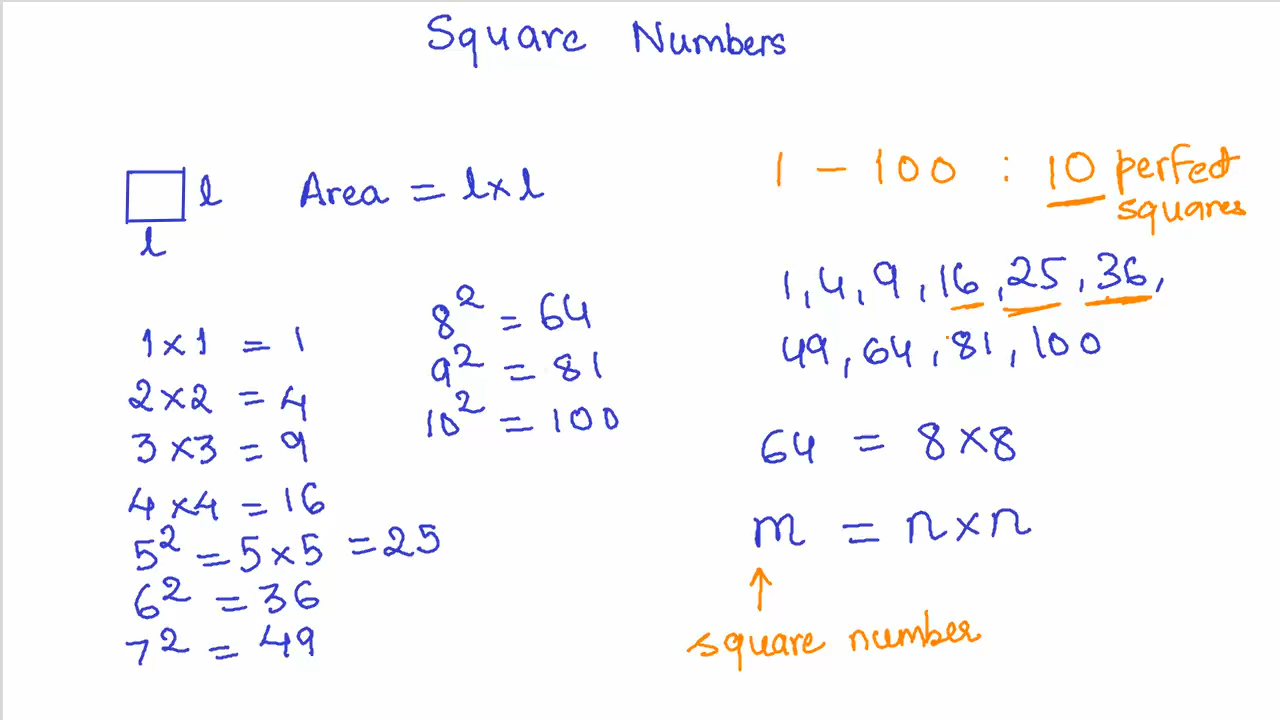 Square Numbers
l Area = l×l
l
1×1 = 1
2×2 = 4
3×3 = 9
4×4 = 16
5² = 5×5 = 25
6² = 36
7² = 49
8² = 64
9² = 81
10² = 100
1 – 100 : 10 perfect
squares
1, 4, 9, 16, 25, 36,
49, 64, 81, 100
64 = 8×8
m = n×n
↑
square number